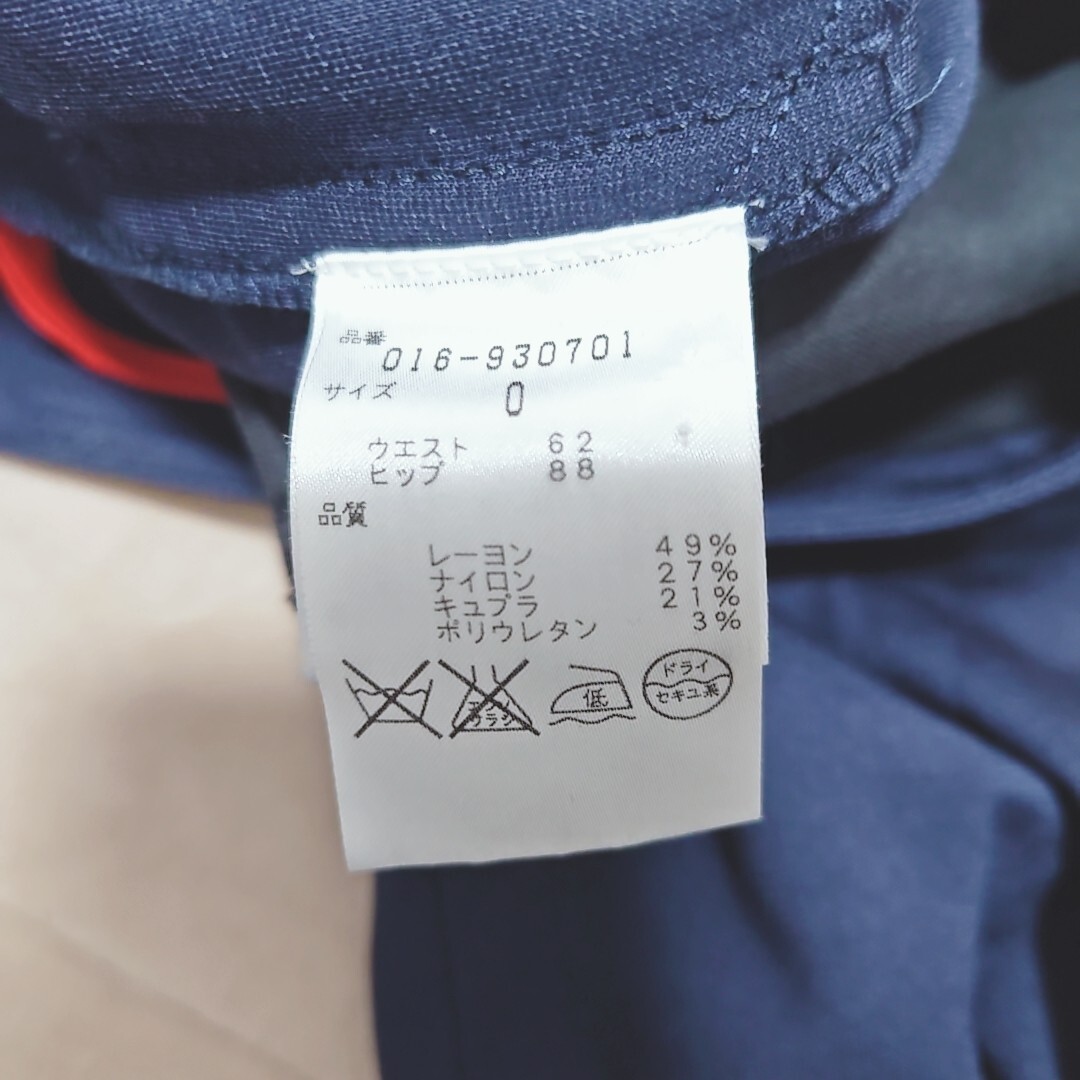 品番
016-930701
サイズ 0
ウエスト 62
ヒップ 88
品質
レーヨン 49%
ナイロン 27%
キュプラ 21%
ポリウレタン 3%
低
ドライ
セキユ系